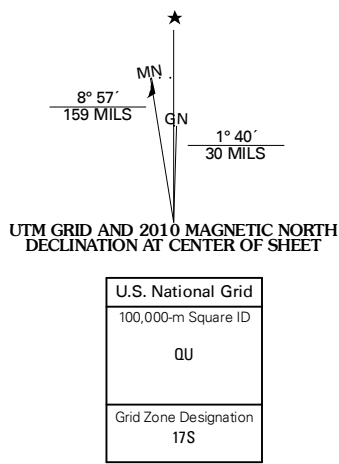 ★
MN
8° 57´
159 MILS
GN
1° 40´
30 MILS
UTM GRID AND 2010 MAGNETIC NORTH
DECLINATION AT CENTER OF SHEET
U.S. National Grid
100,000-m Square ID
QU
Grid Zone Designation
17S